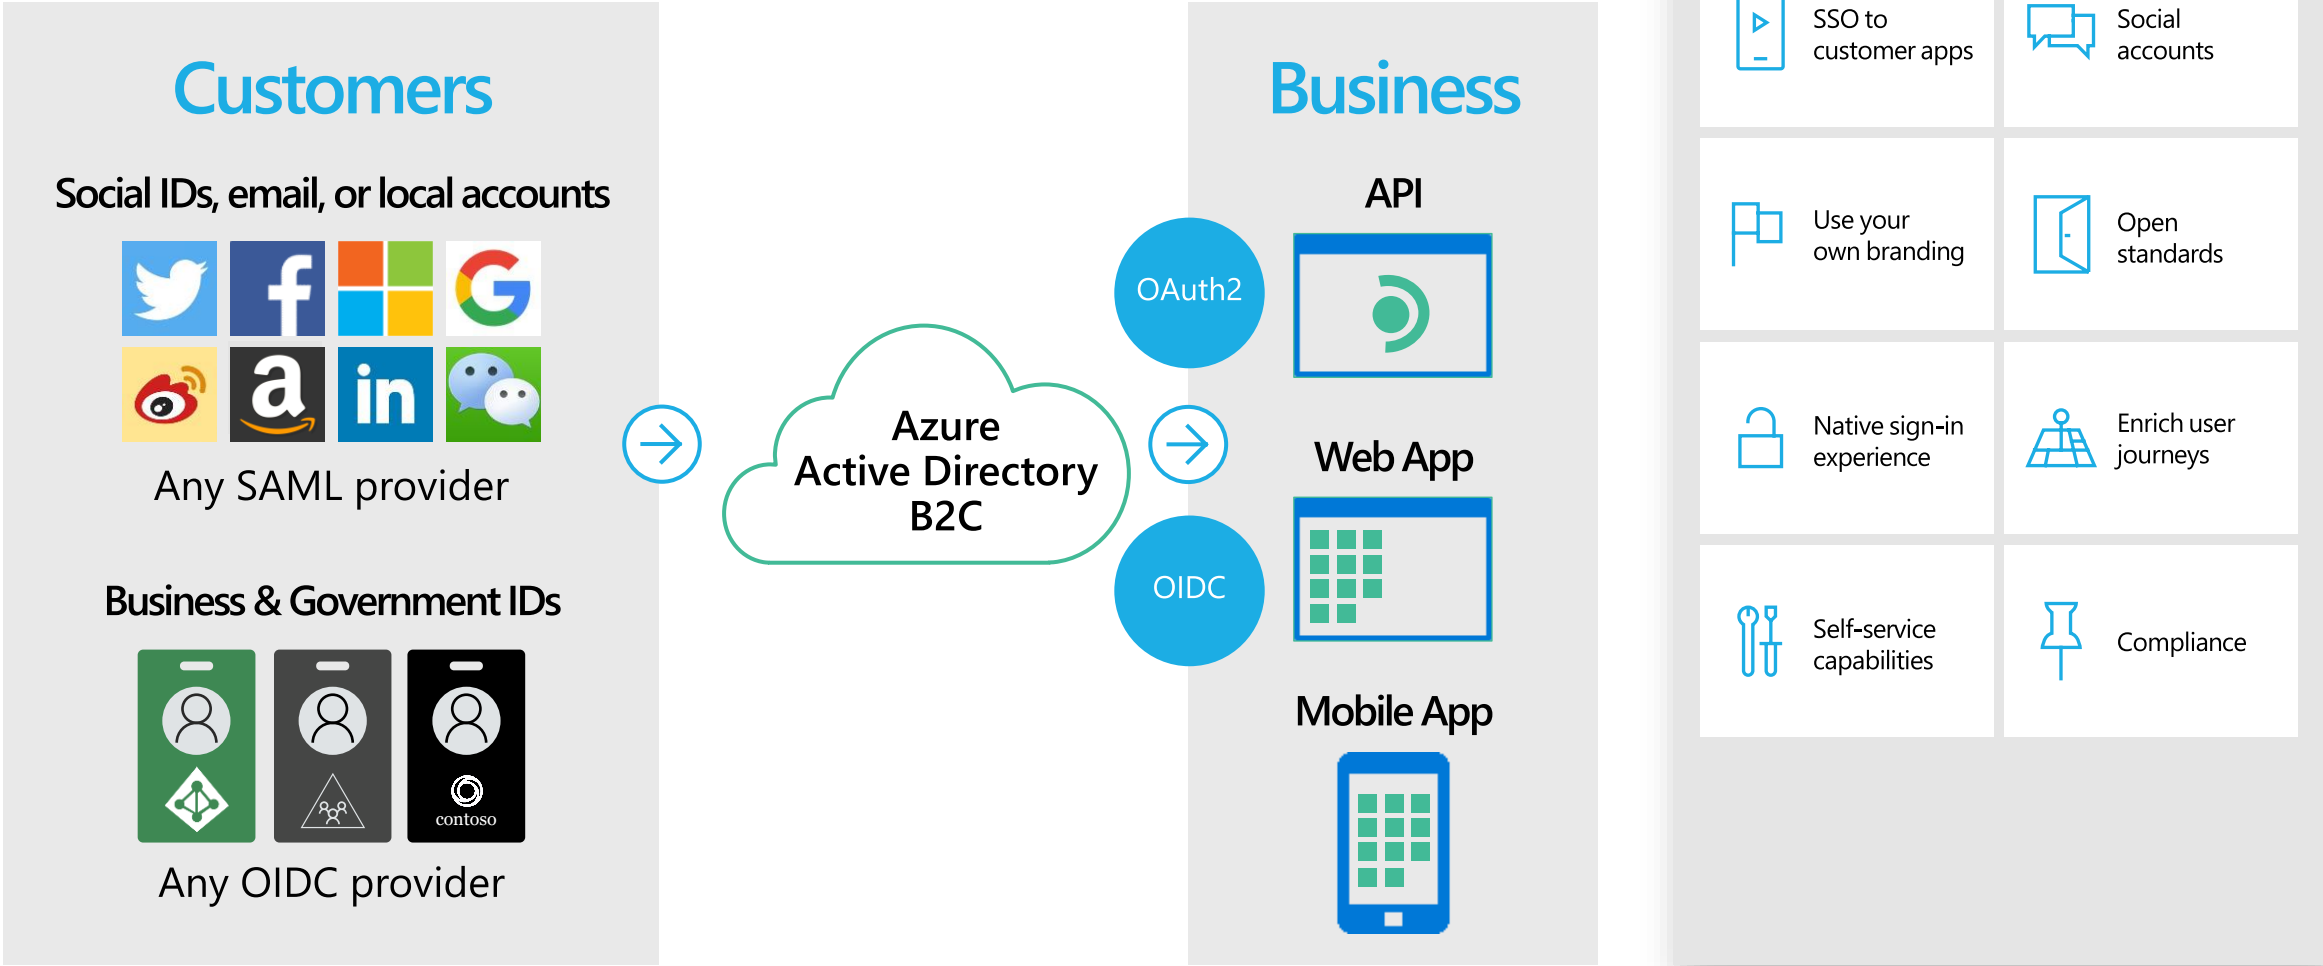 Customers
Social IDs, email, or local accounts
a
in
Any SAML provider
Business & Government IDs
contoso
Any OIDC provider
Azure
Active Directory
B2C
Business
API
OAuth2
Web App
OIDC
Mobile App
SSO to
customer apps
Social
accounts
Use your
own branding
Open
standards
Native sign-in
experience
Enrich user
journeys
Self-service
capabilities
Compliance